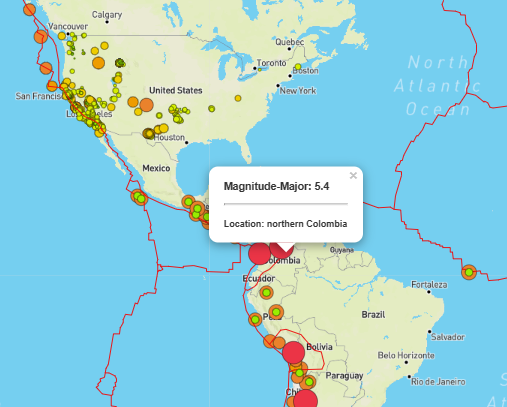 Calgary
Vancouver
Quebec
Toronto
Boston
New York
North
Atlantic
Ocean
United States
San Francis
Los Angeles
Houston
Mexico
×
Magnitude-Major: 5.4
Location: northern Colombia
Guyana
Colombia
Ecuador
Fortaleza
Peru
Brazil
Salvador
Bolivia
Belo Horizonte
Paraguay
Rio de Janeiro